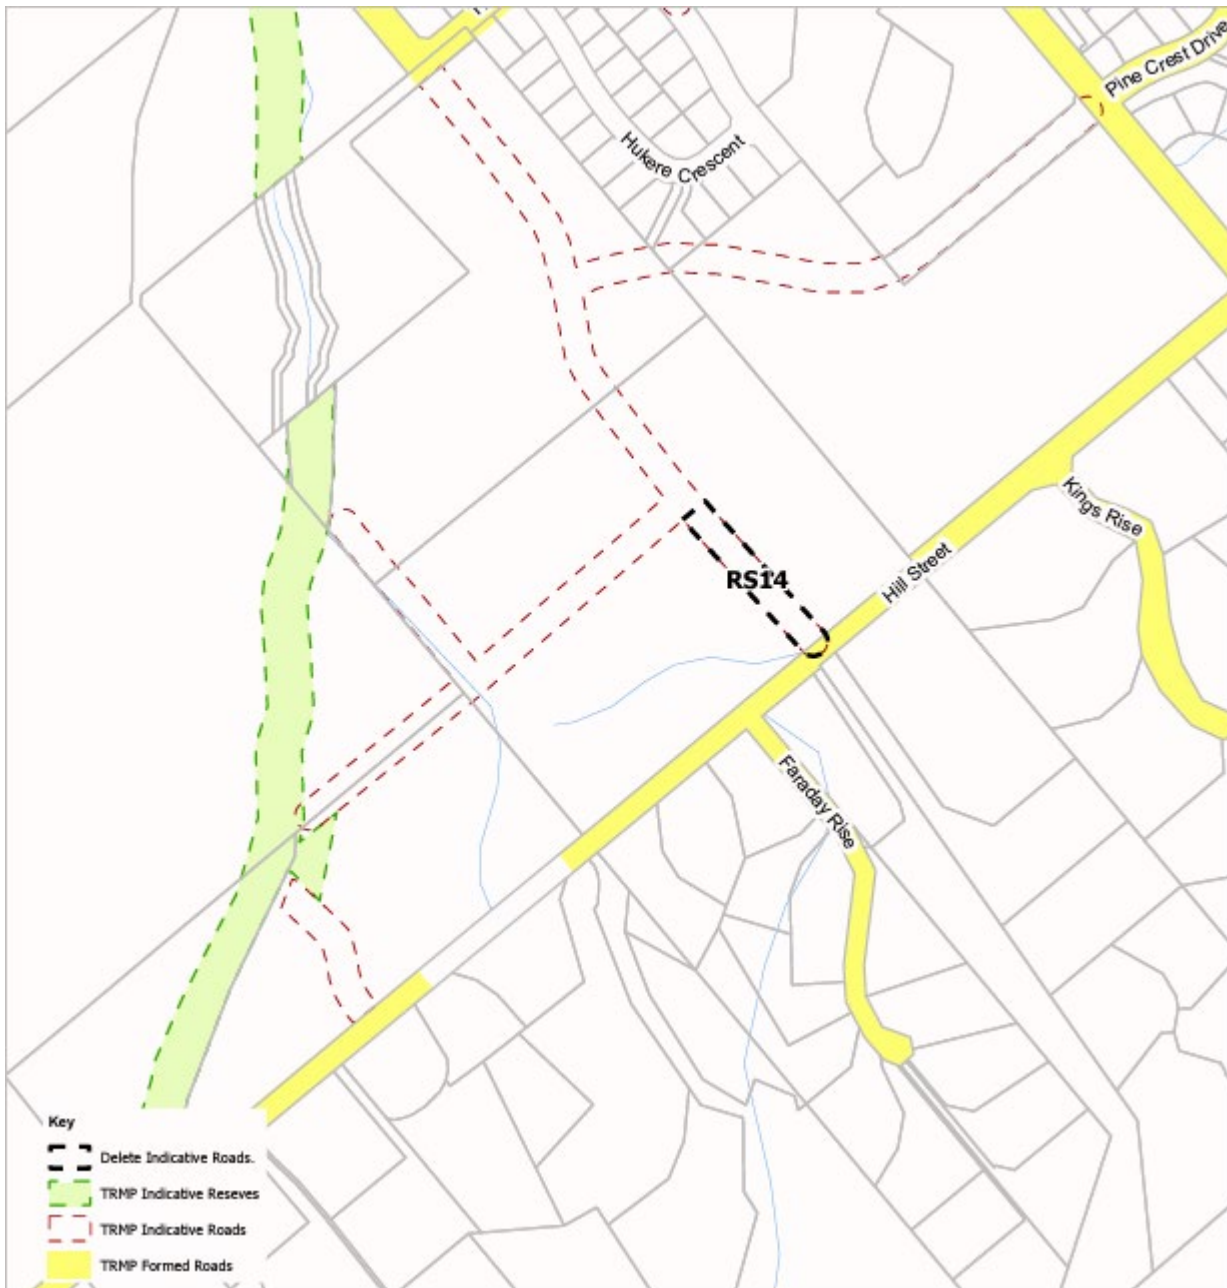 Pine Crest Drive
Hukere Crescent
Kings Rise
Hill Street
RS14
Faraday Rise
Key
Delete Indicative Roads.
TRMP Indicative Reseves
TRMP Indicative Roads
TRMP Formed Roads